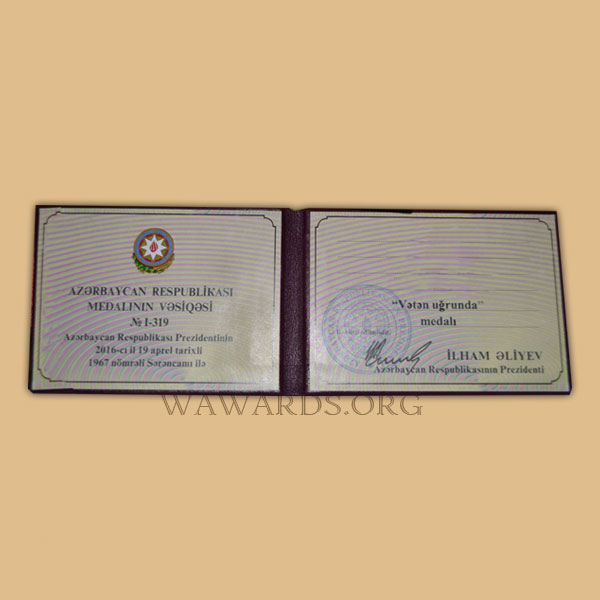 AZƏRBAYCAN RESPUBLİKASI
MEDALININ VƏSİQƏSİ
№ I-319
Azərbaycan Respublikası Prezidentinin
2016-cı il 19 aprel tarixli
1967 nömrəli Sərəncamı ilə
"Vətən uğrunda"
medalı
İLHAM ƏLİYEV
Azərbaycan Respublikasının Prezidenti
WAWARDS.ORG